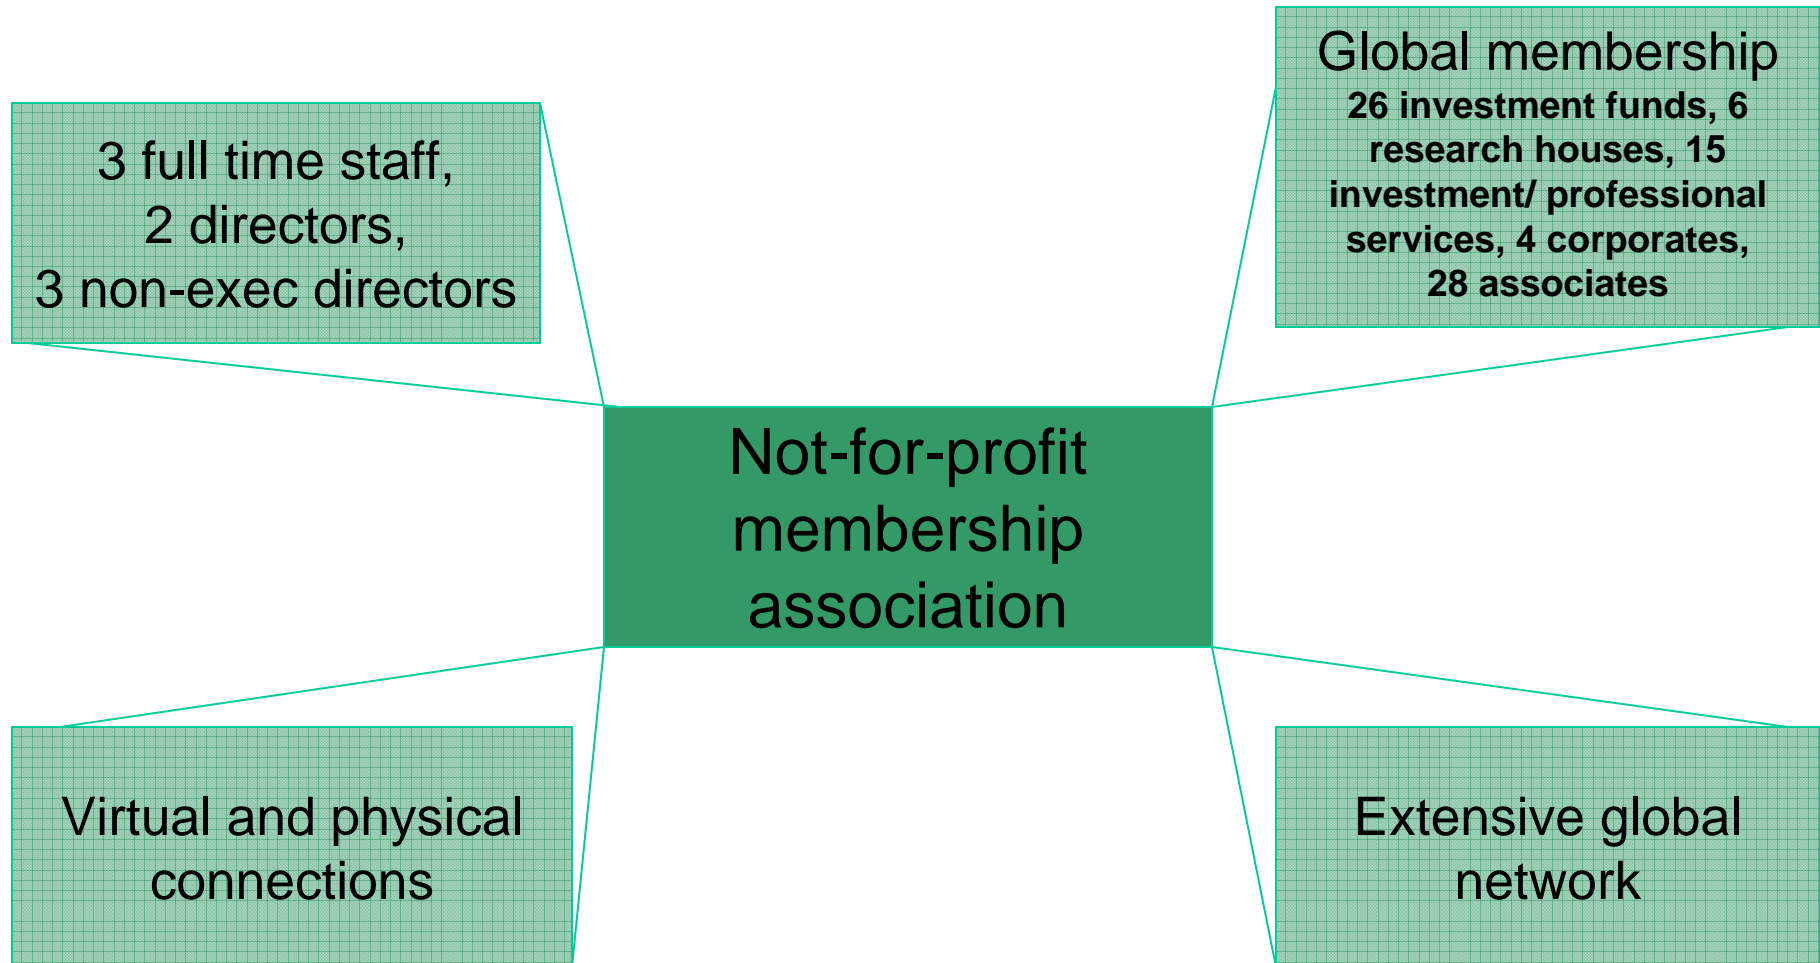 3 full time staff,
2 directors,
3 non-exec directors
Global membership
26 investment funds, 6
research houses, 15
investment/ professional
services, 4 corporates,
28 associates
Not-for-profit
membership
association
Virtual and physical
connections
Extensive global
network